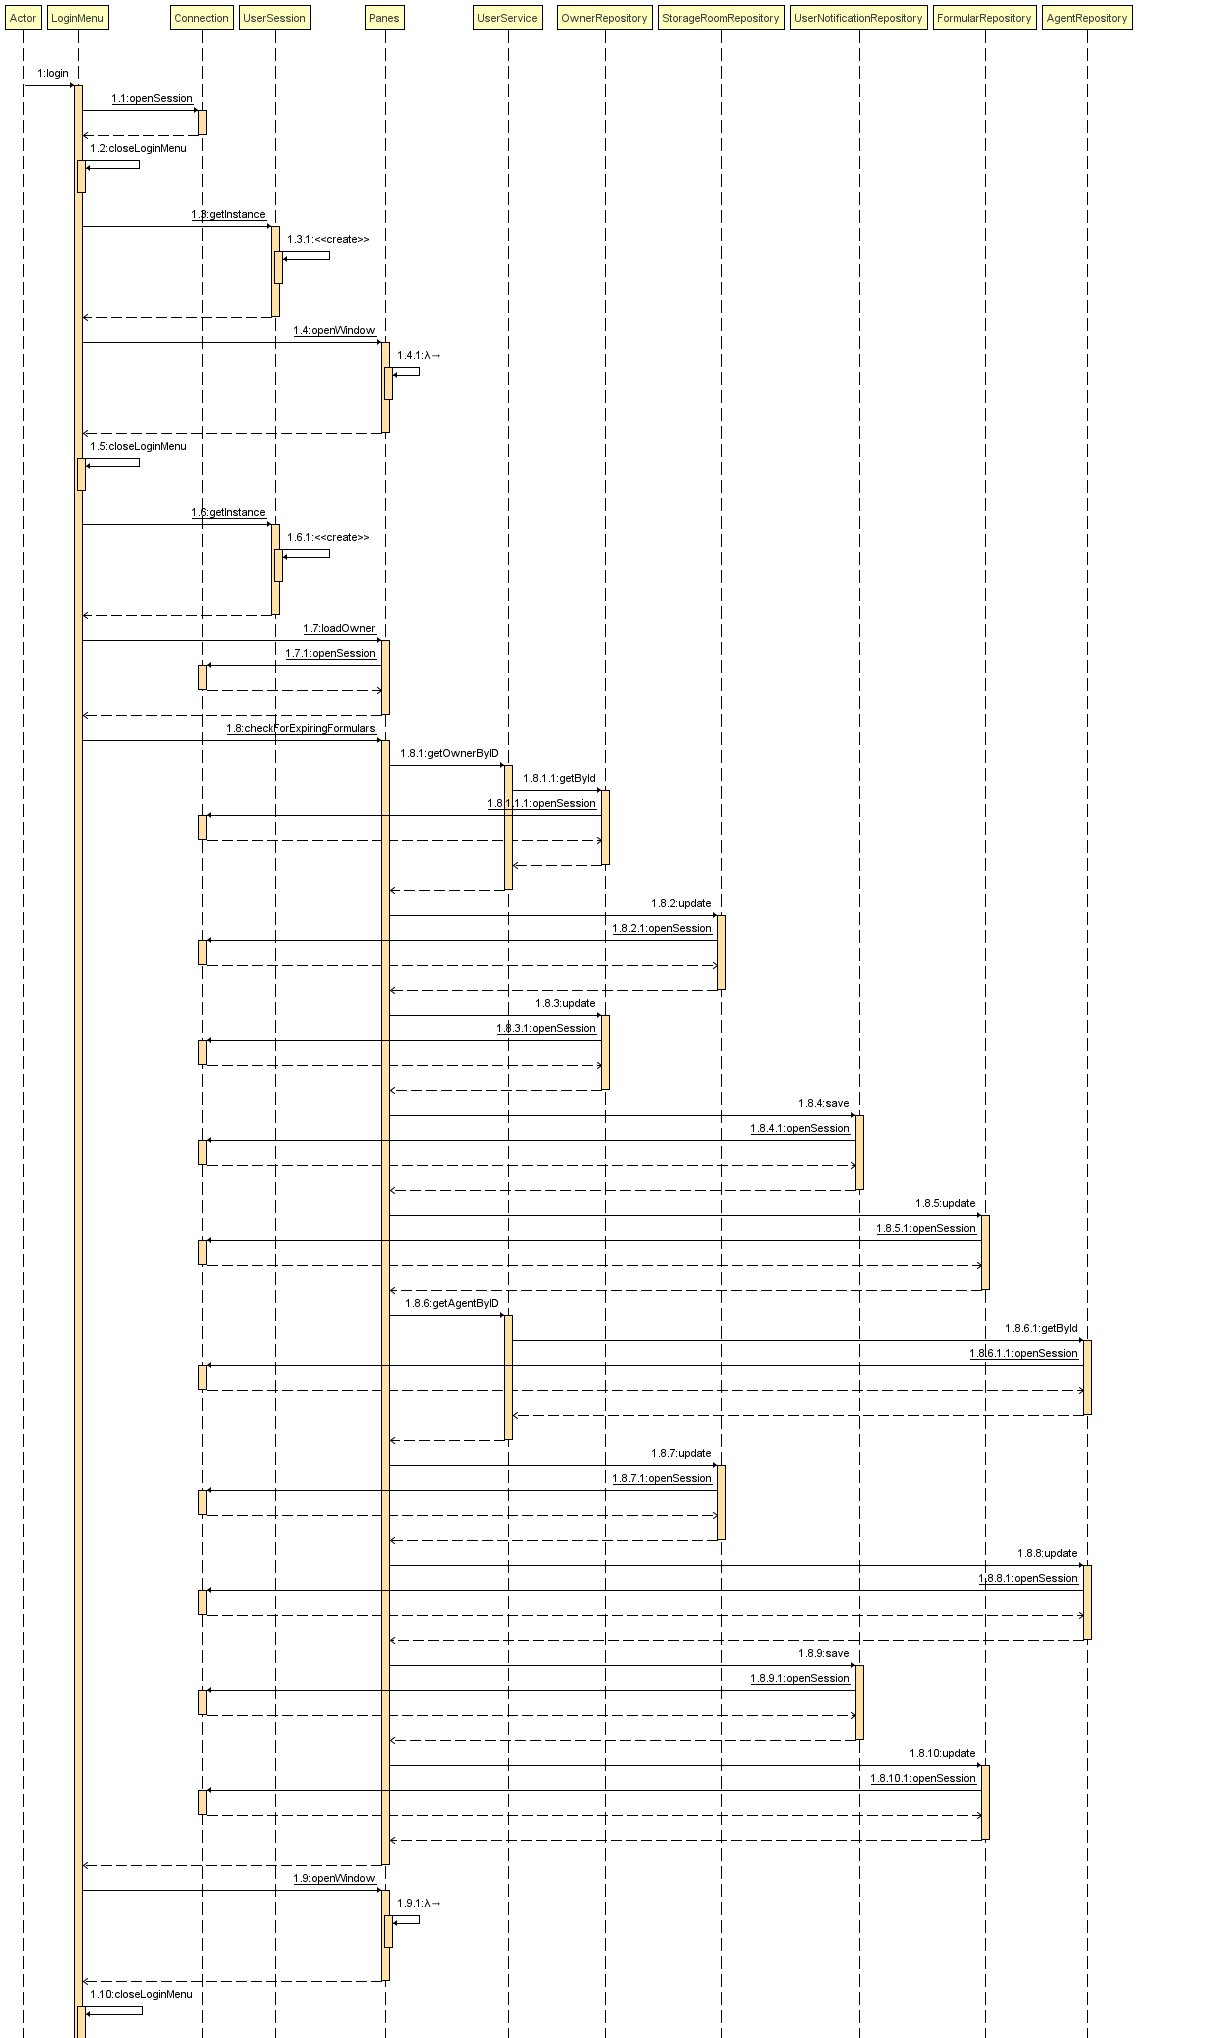 Actor LoginMenu Connection UserSession Panes UserService OwnerRepository StorageRoomRepository UserNotificationRepository FormularRepository AgentRepository
1:login
1.1:openSession
1.2:closeLoginMenu
1.3:getInstance
1.3.1:<<create>>
1.4:openWindow
1.4.1:λ→
1.5:closeLoginMenu
1.6:getInstance
1.6.1:<<create>>
1.7:loadOwner
1.7.1:openSession
1.8:checkForExpiringFormulars
1.8.1:getOwnerByID
1.8.1.1:getById
1.8.1.1.1:openSession
1.8.2:update
1.8.2.1:openSession
1.8.3:update
1.8.3.1:openSession
1.8.4:save
1.8.4.1:openSession
1.8.5:update
1.8.5.1:openSession
1.8.6:getAgentByID
1.8.6.1:getById
1.8.6.1.1:openSession
1.8.7:update
1.8.7.1:openSession
1.8.8:update
1.8.8.1:openSession
1.8.9:save
1.8.9.1:openSession
1.8.10:update
1.8.10.1:openSession
1.9:openWindow
1.9.1:λ→
1.10:closeLoginMenu